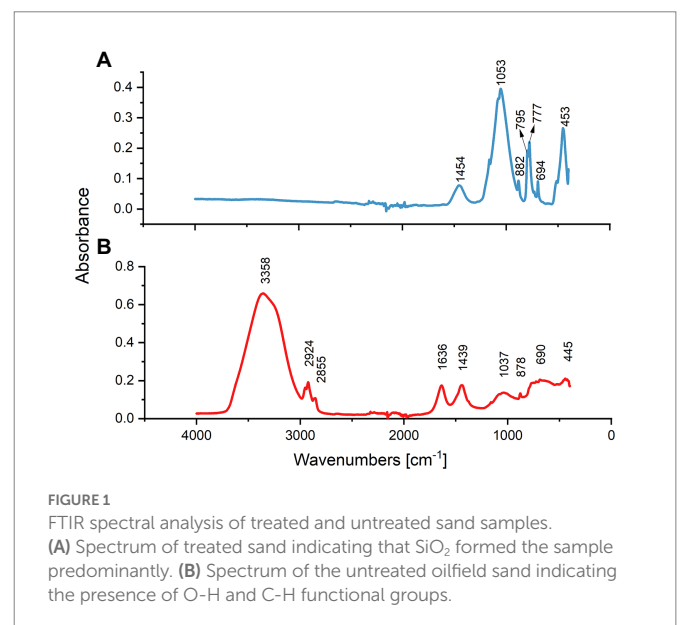 A
1053
0.4
795
777
453
0.3
0.2
882
694
1454
0.1
0.0
Absorbance
B
0.8
3358
0.6
0.4
2924
2855
1636
1439
1037
878
690
445
0.2
0.0
4000 3000 2000 1000 0
Wavenumbers [cm⁻¹]
FIGURE 1
FTIR spectral analysis of treated and untreated sand samples.
(A) Spectrum of treated sand indicating that SiO₂ formed the sample
predominantly. (B) Spectrum of the untreated oilfield sand indicating
the presence of O-H and C-H functional groups.